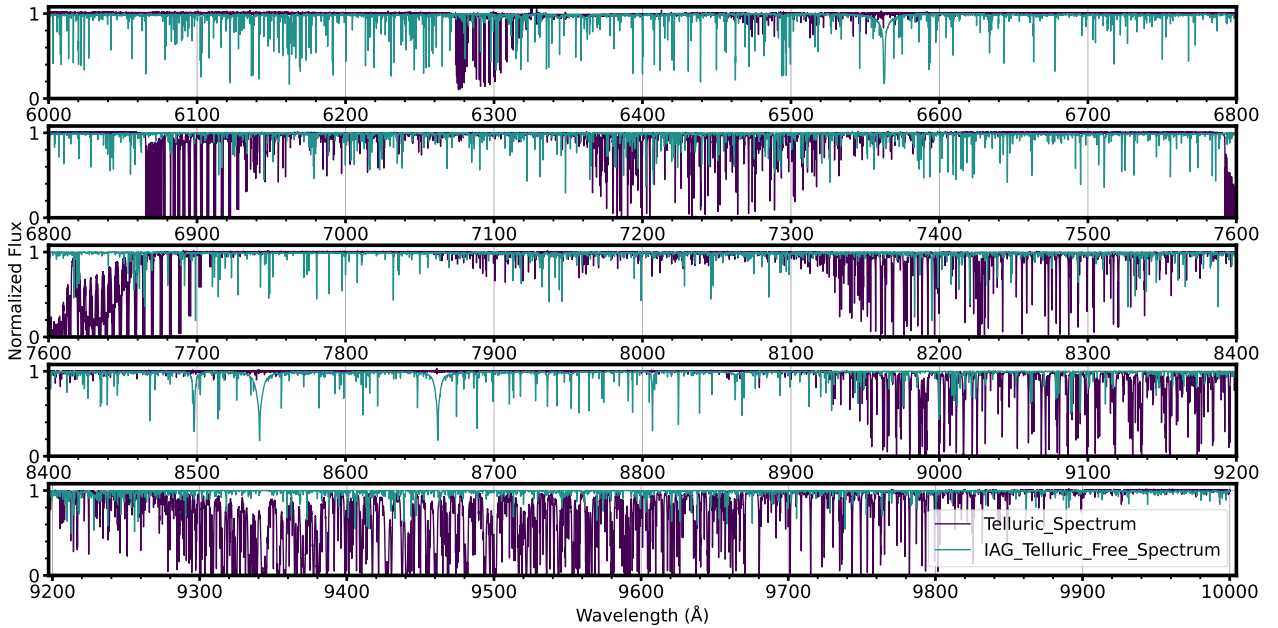 1
0
6000 6100 6200 6300 6400 6500 6600 6700 6800
1
0
6800 6900 7000 7100 7200 7300 7400 7500 7600
Normalized Flux
1
0
7600 7700 7800 7900 8000 8100 8200 8300 8400
1
0
8400 8500 8600 8700 8800 8900 9000 9100 9200
1
Telluric_Spectrum
IAG_Telluric_Free_Spectrum
0
9200 9300 9400 9500 9600 9700 9800 9900 10000
Wavelength (Å)